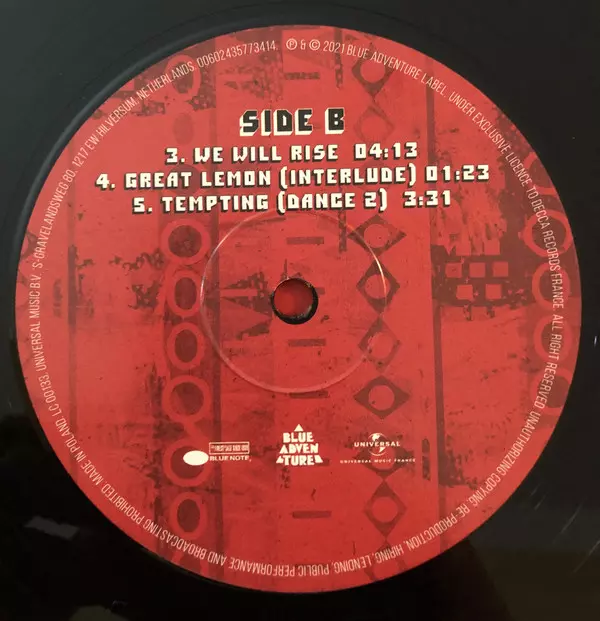 SIDE B
3. WE WILL RISE 04:13
4. GREAT LEMON (INTERLUDE) 01:23
5. TEMPTING (DANCE 2) 3:31
BLUE NOTE
BLUE
ADVEN
TURE
UNIVERSAL
UNIVERSAL MUSIC FRANCE
MADE IN POLAND. LC 00133. UNIVERSAL MUSIC B.V. S-GRAVELANDSWEG 80, 1217 EW HILVERSUM, NETHERLANDS. 00602435773414. ℗ & © 2021 BLUE ADVENTURE LABEL. UNDER EXCLUSIVE LICENCE TO DECCA RECORDS FRANCE. ALL RIGHT RESERVED. UNAUTHORIZING COPYING, RE-PRODUCTION, HIRING, LENDING, PUBLIC PERFORMANCE AND BROADCASTING PROHIBITED.